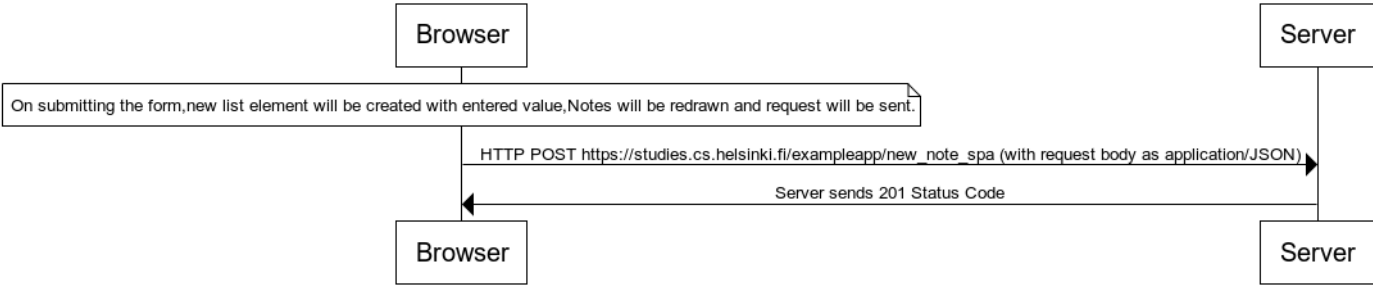 Browser
Server
On submitting the form,new list element will be created with entered value,Notes will be redrawn and request will be sent.
HTTP POST https://studies.cs.helsinki.fi/exampleapp/new_note_spa (with request body as application/JSON)
Server sends 201 Status Code
Browser
Server